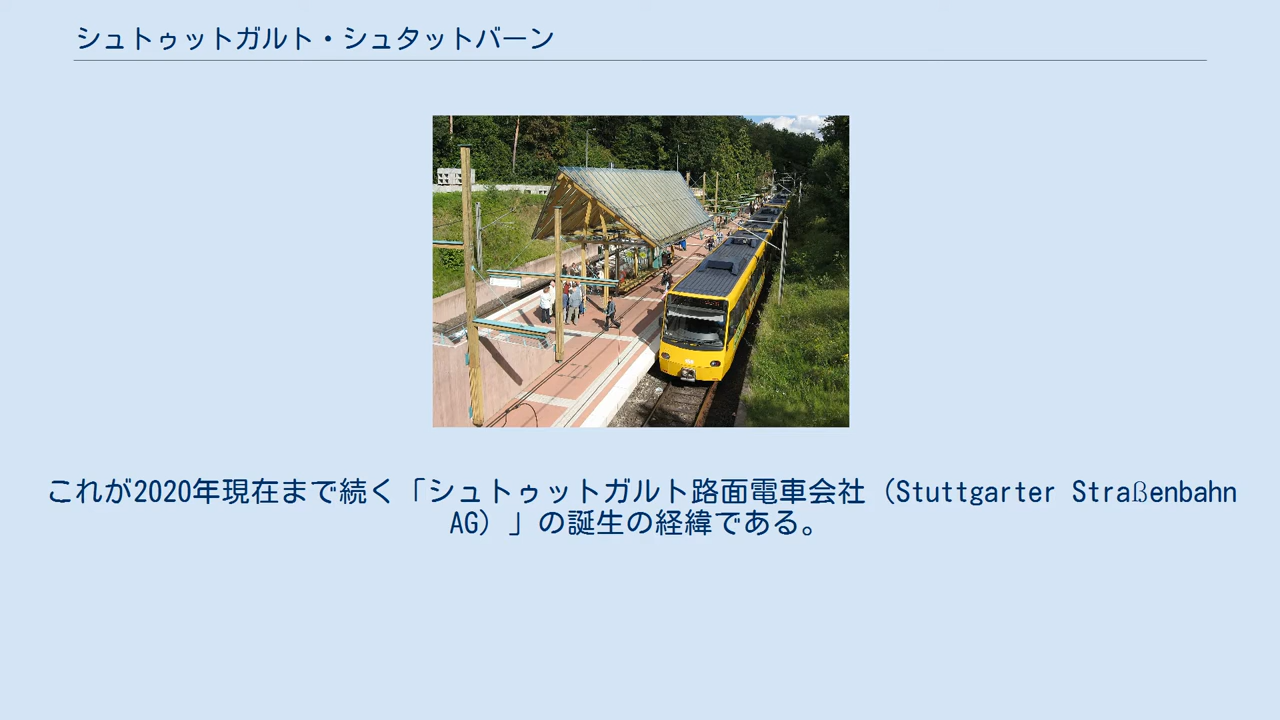 シュトゥットガルト・シュタットバーン
これが2020年現在まで続く「シュトゥットガルト路面電車会社（Stuttgarter Straßenbahn
AG）」の誕生の経緯である。